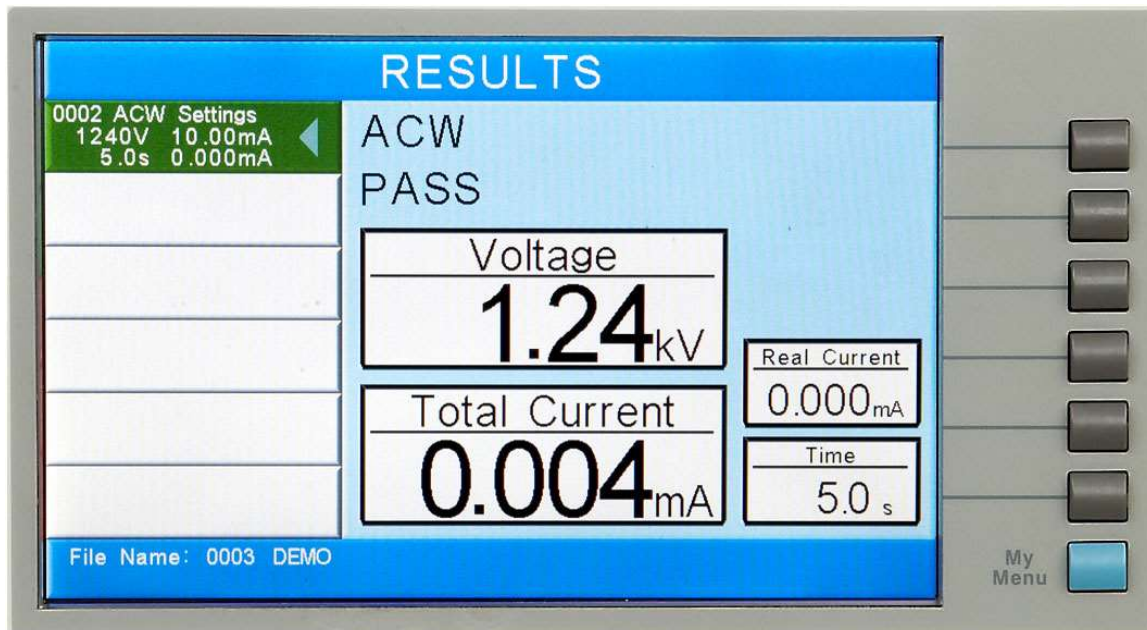 RESULTS
0002 ACW Settings
1240V 10.00mA
5.0s 0.000mA
ACW
PASS
Voltage
1.24kV
Total Current
0.004mA
Real Current
0.000mA
Time
5.0 s
File Name: 0003 DEMO
My
Menu